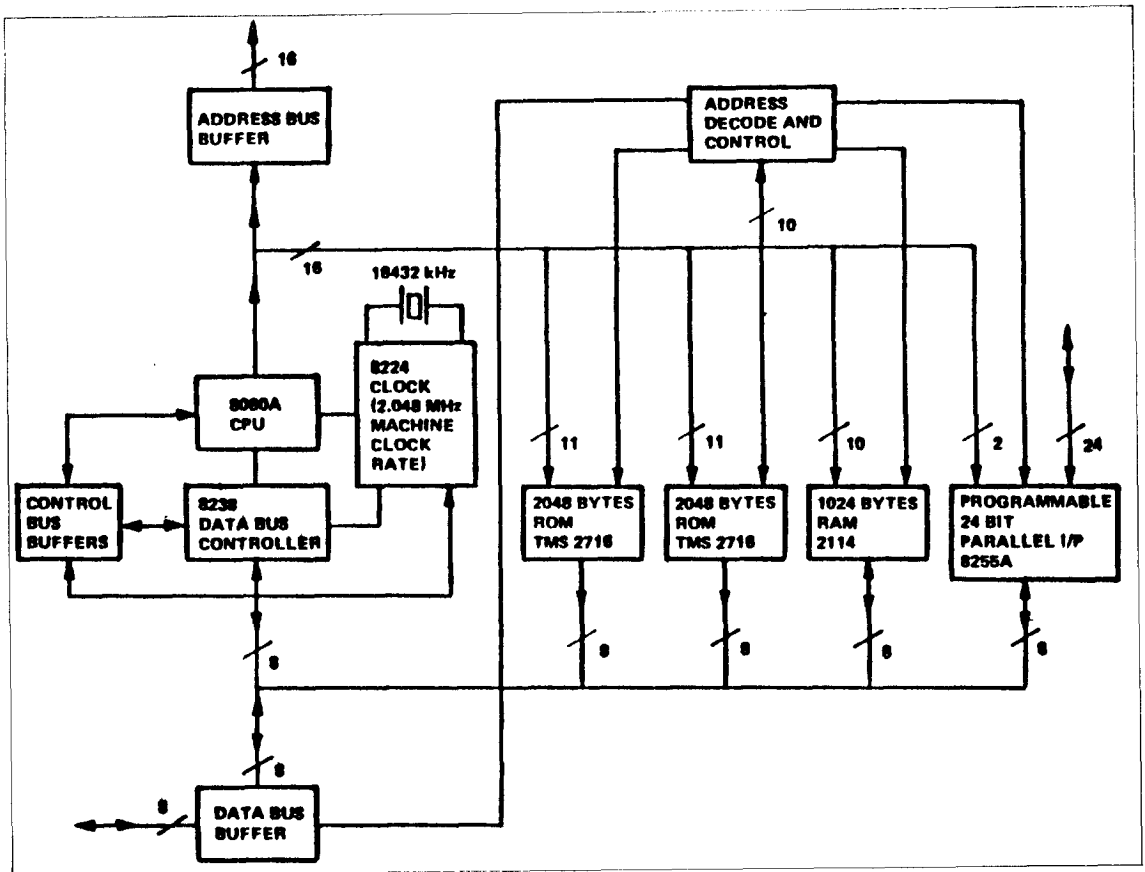 16
ADDRESS BUS
BUFFER
ADDRESS
DECODE AND
CONTROL
10
16
18432 kHz
8224
CLOCK
(2.048 MHz
MACHINE
CLOCK
RATE)
8080A
CPU
CONTROL
BUS
BUFFERS
8238
DATA BUS
CONTROLLER
11
11
10
2
24
2048 BYTES
ROM
TMS 2716
2048 BYTES
ROM
TMS 2716
1024 BYTES
RAM
2114
PROGRAMMABLE
24 BIT
PARALLEL I/P
8255A
8
8
8
8
8
8
8
DATA BUS
BUFFER